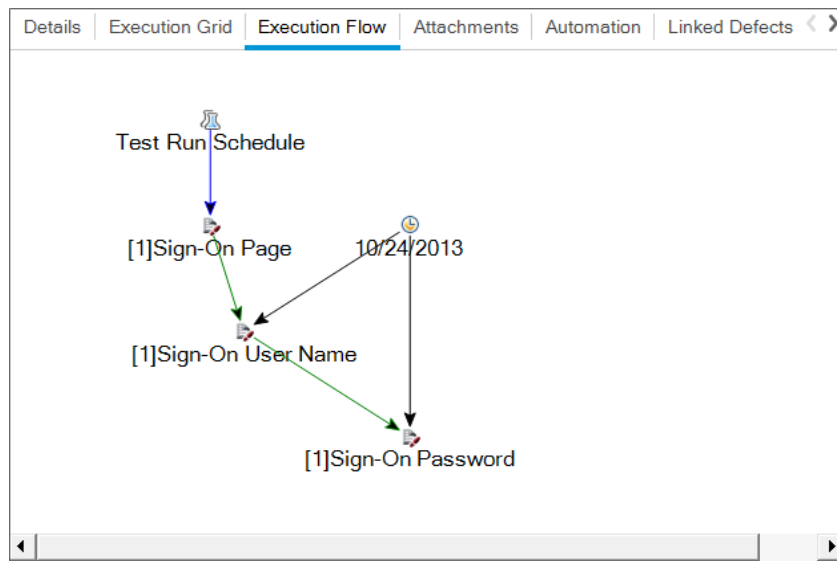 Details Execution Grid Execution Flow Attachments Automation Linked Defects
Test Run Schedule
[1]Sign-On Page 10/24/2013
[1]Sign-On User Name
[1]Sign-On Password